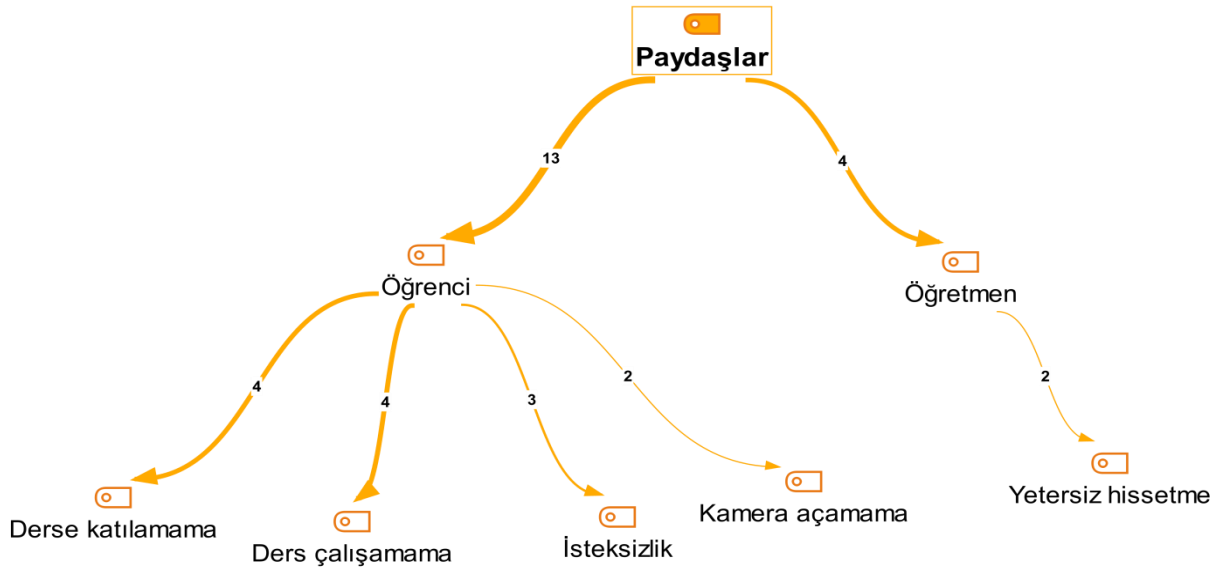 Paydaşlar
13
4
Öğrenci
Öğretmen
4
4
3
2
2
Derse katılamama
Ders çalışamama
İsteksizlik
Kamera açamama
Yetersiz hissetme